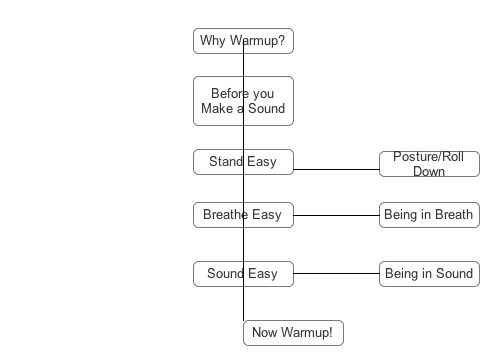 Why Warmup?
Before you
Make a Sound
Stand Easy
Posture/Roll
Down
Breathe Easy
Being in Breath
Sound Easy
Being in Sound
Now Warmup!